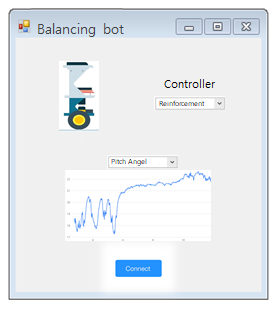 Balancing bot
Controller
Reinforcement
Pitch Angel
Connect